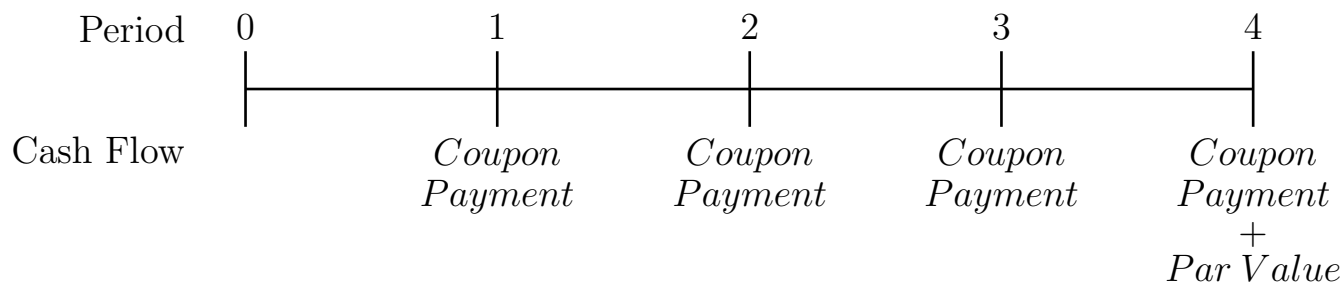 Period 0 1 2 3 4
Cash Flow Coupon Coupon Coupon Coupon
Payment Payment Payment Payment
+
Par Value